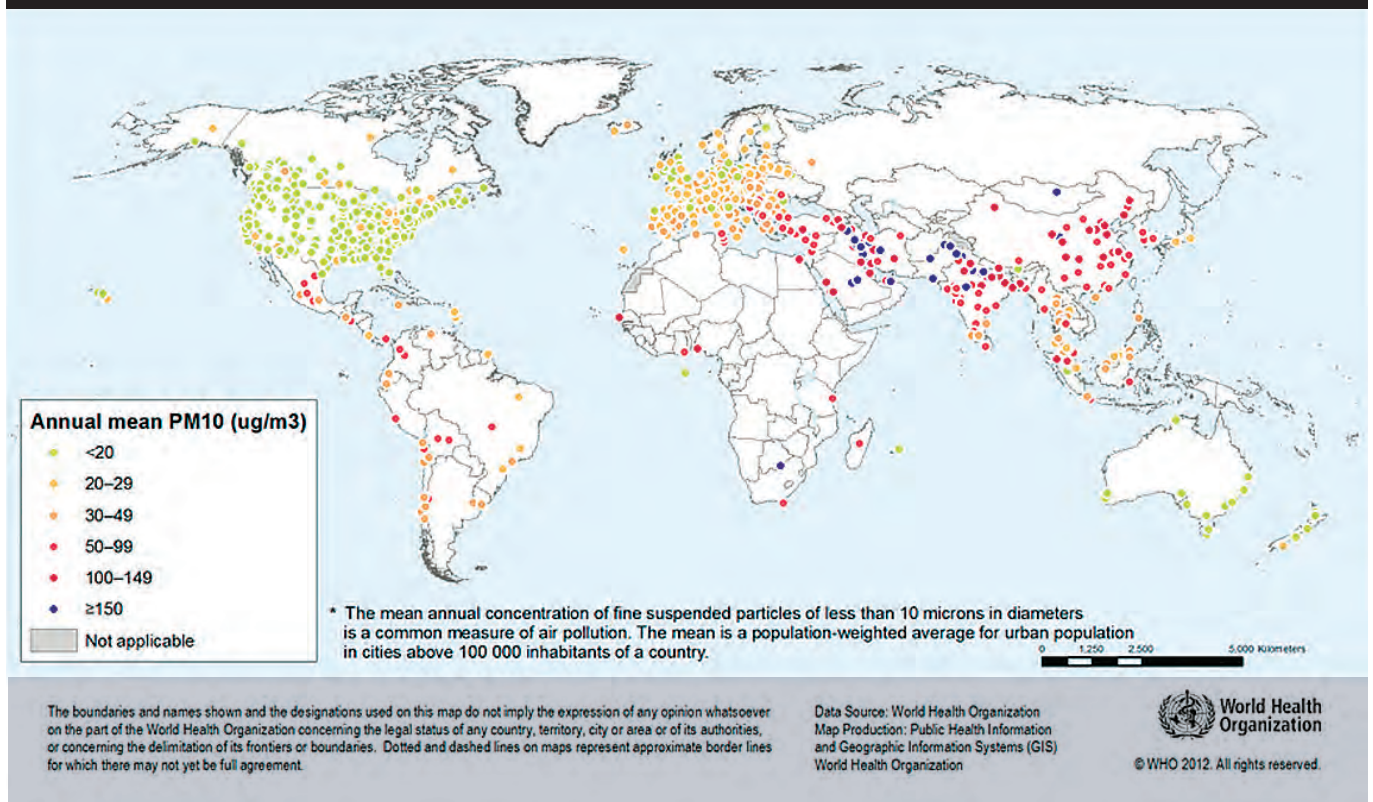 Annual mean PM10 (ug/m3)
<20
20–29
30–49
50–99
100–149
≥150
Not applicable
* The mean annual concentration of fine suspended particles of less than 10 microns in diameters
is a common measure of air pollution. The mean is a population-weighted average for urban population
in cities above 100 000 inhabitants of a country.
0 1,250 2,500 5,000 Kilometers
The boundaries and names shown and the designations used on this map do not imply the expression of any opinion whatsoever
on the part of the World Health Organization concerning the legal status of any country, territory, city or area or of its authorities,
or concerning the delimitation of its frontiers or boundaries. Dotted and dashed lines on maps represent approximate border lines
for which there may not yet be full agreement.
Data Source: World Health Organization
Map Production: Public Health Information
and Geographic Information Systems (GIS)
World Health Organization
World Health
Organization
© WHO 2012. All rights reserved.